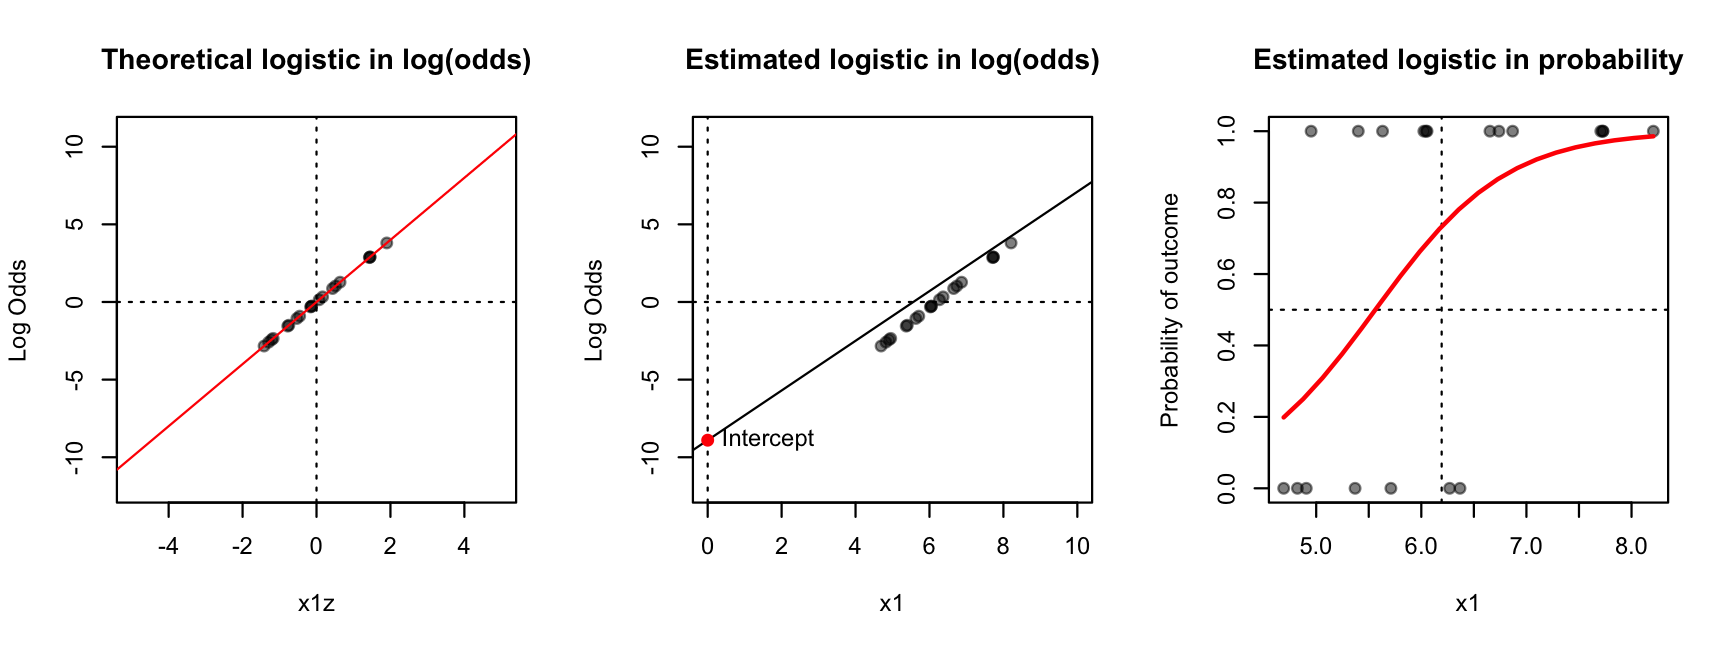 Theoretical logistic in log(odds)
Log Odds
10
5
0
-5
-10
-4 -2 0 2 4
x1z
Estimated logistic in log(odds)
Log Odds
10
5
0
-5
-10
Intercept
0 2 4 6 8 10
x1
Estimated logistic in probability
Probability of outcome
1.0
0.8
0.6
0.4
0.2
0.0
5.0 6.0 7.0 8.0
x1